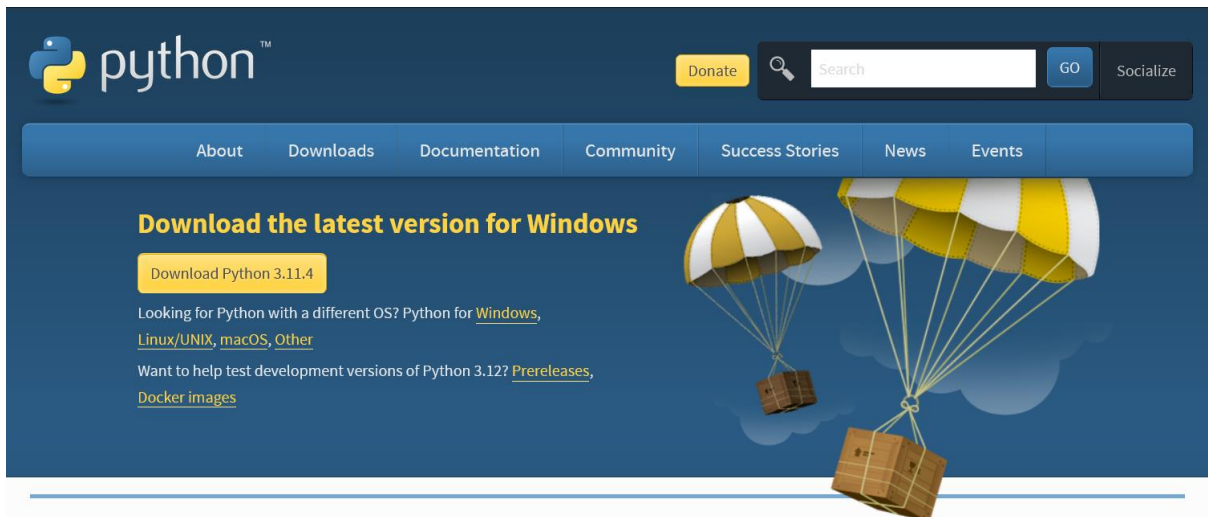 python™
Donate
Search
GO
Socialize
About Downloads Documentation Community Success Stories News Events
Download the latest version for Windows
Download Python 3.11.4
Looking for Python with a different OS? Python for Windows,
Linux/UNIX, macOS, Other
Want to help test development versions of Python 3.12? Prereleases,
Docker images